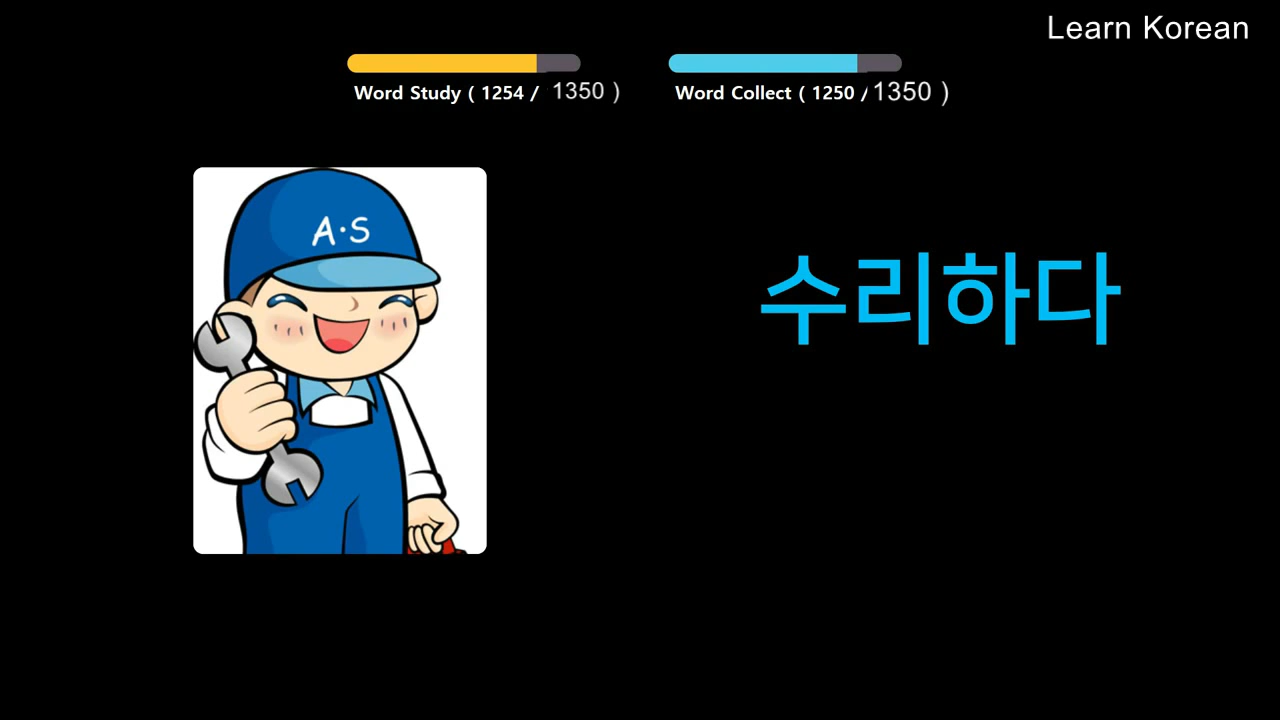 Learn Korean
Word Study ( 1254 / 1350 )
Word Collect ( 1250 / 1350 )
A·S
수리하다